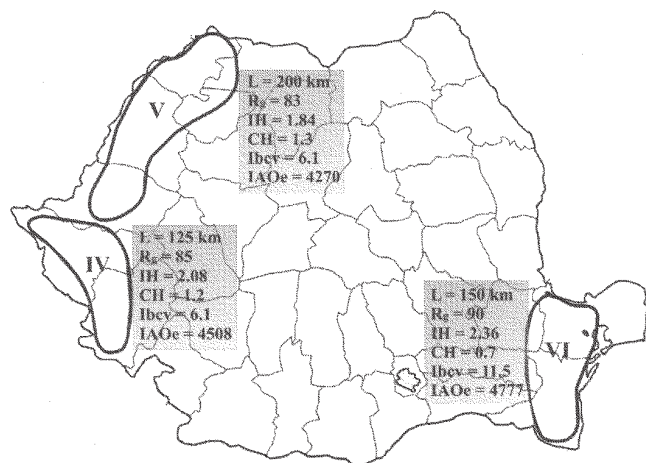 V
L = 200 km
Rg = 83
IH = 1.84
CH = 1.3
Ibcv = 6.1
IAOe = 4270
IV
L = 125 km
Rg = 85
IH = 2.08
CH = 1.2
Ibcv = 6.1
IAOe = 4508
L = 150 km
Rg = 90
IH = 2.36
CH = 0.7
Ibcv = 11.5
IAOe = 4777
VI